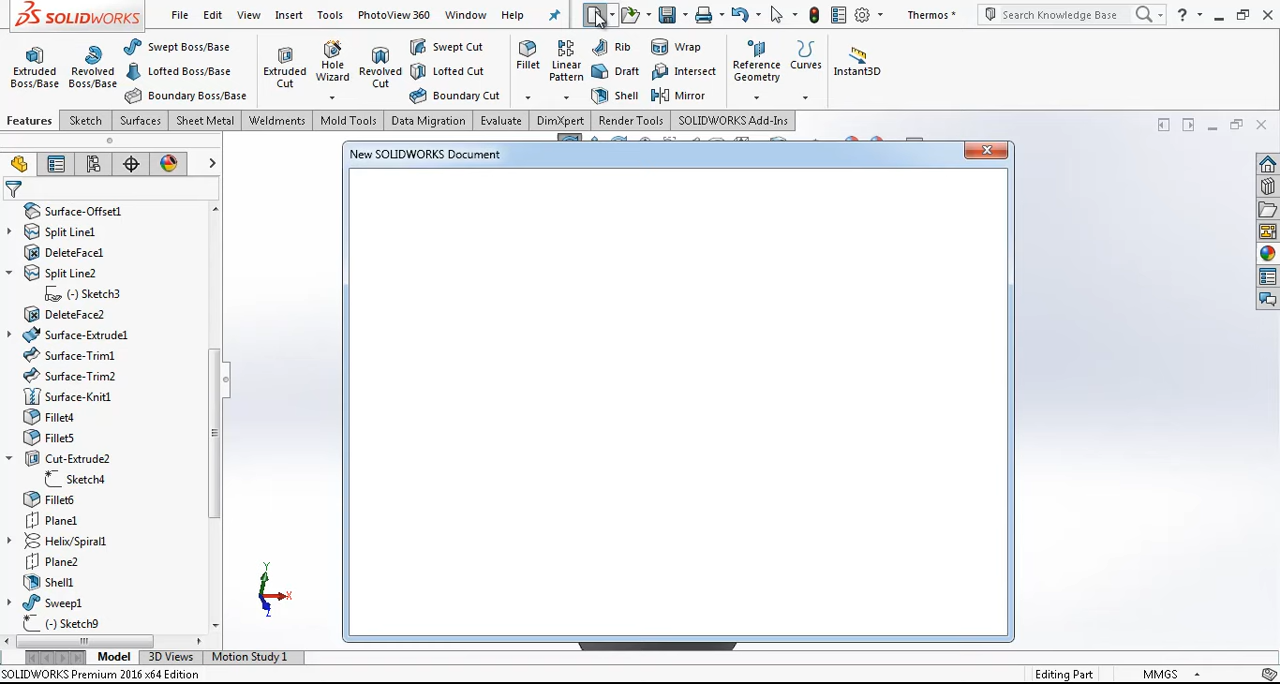 SOLIDWORKS File Edit View Insert Tools PhotoView 360 Window Help Thermos * Search Knowledge Base
Extruded Boss/Base
Revolved Boss/Base
Swept Boss/Base
Lofted Boss/Base
Boundary Boss/Base
Extruded Cut
Hole Wizard
Revolved Cut
Swept Cut
Lofted Cut
Boundary Cut
Fillet
Linear Pattern
Rib
Draft
Shell
Wrap
Intersect
Mirror
Reference Geometry
Curves
Instant3D
Features Sketch Surfaces Sheet Metal Weldments Mold Tools Data Migration Evaluate DimXpert Render Tools SOLIDWORKS Add-Ins
New SOLIDWORKS Document
Surface-Offset1
Split Line1
DeleteFace1
Split Line2
(-) Sketch3
DeleteFace2
Surface-Extrude1
Surface-Trim1
Surface-Trim2
Surface-Knit1
Fillet4
Fillet5
Cut-Extrude2
Sketch4
Fillet6
Plane1
Helix/Spiral1
Plane2
Shell1
Sweep1
(-) Sketch9
Y
X
Z
Model 3D Views Motion Study 1
SOLIDWORKS Premium 2016 x64 Edition Editing Part MMGS